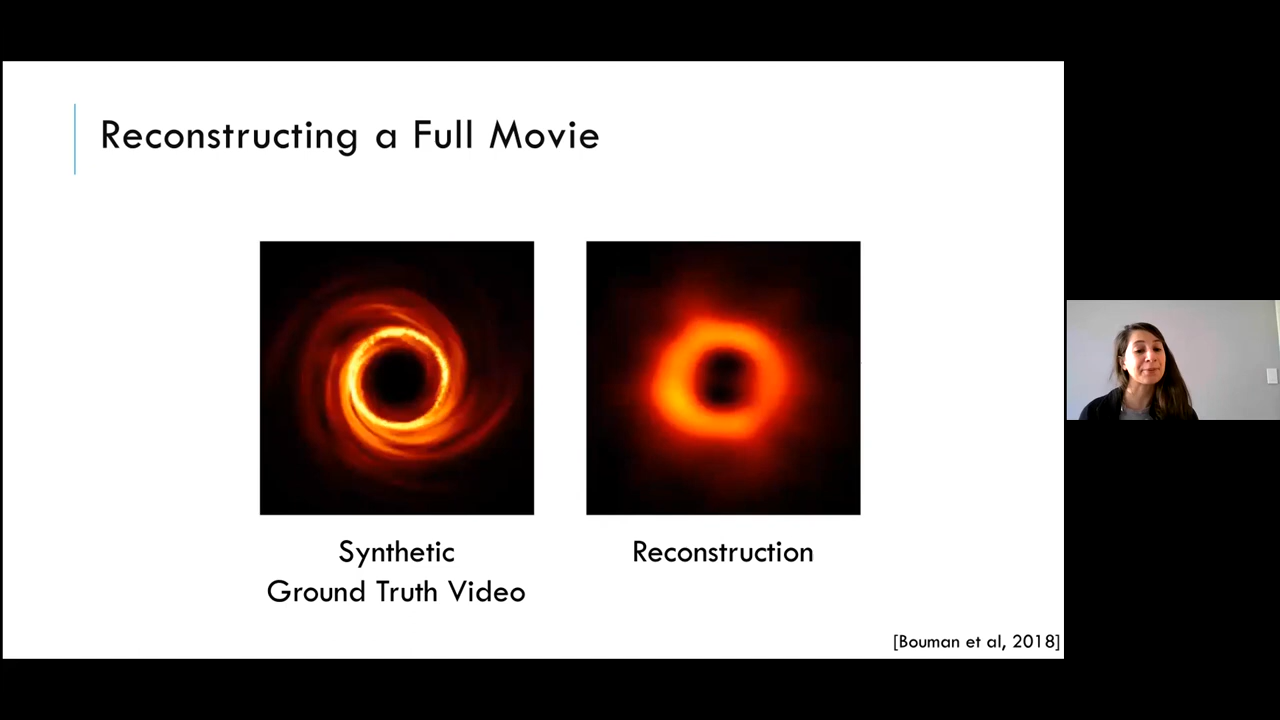 Reconstructing a Full Movie
Synthetic
Ground Truth Video
Reconstruction
[Bouman et al, 2018]